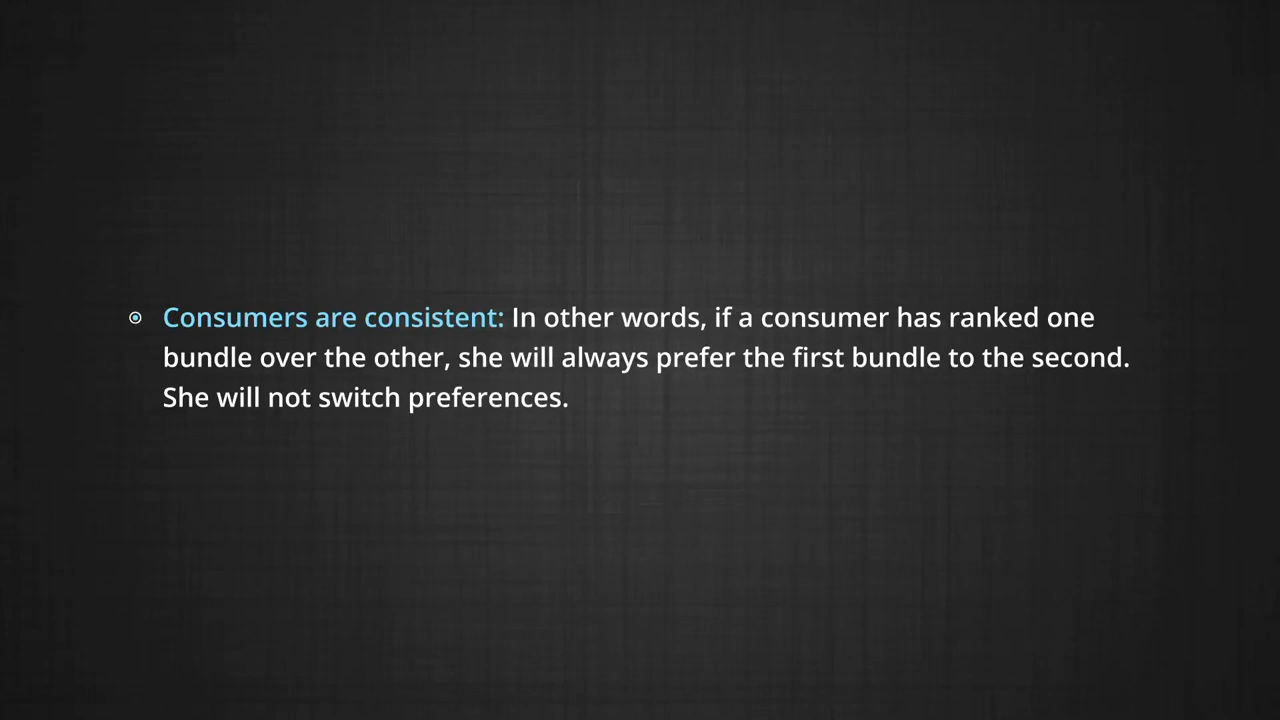 Consumers are consistent: In other words, if a consumer has ranked one
bundle over the other, she will always prefer the first bundle to the second.
She will not switch preferences.